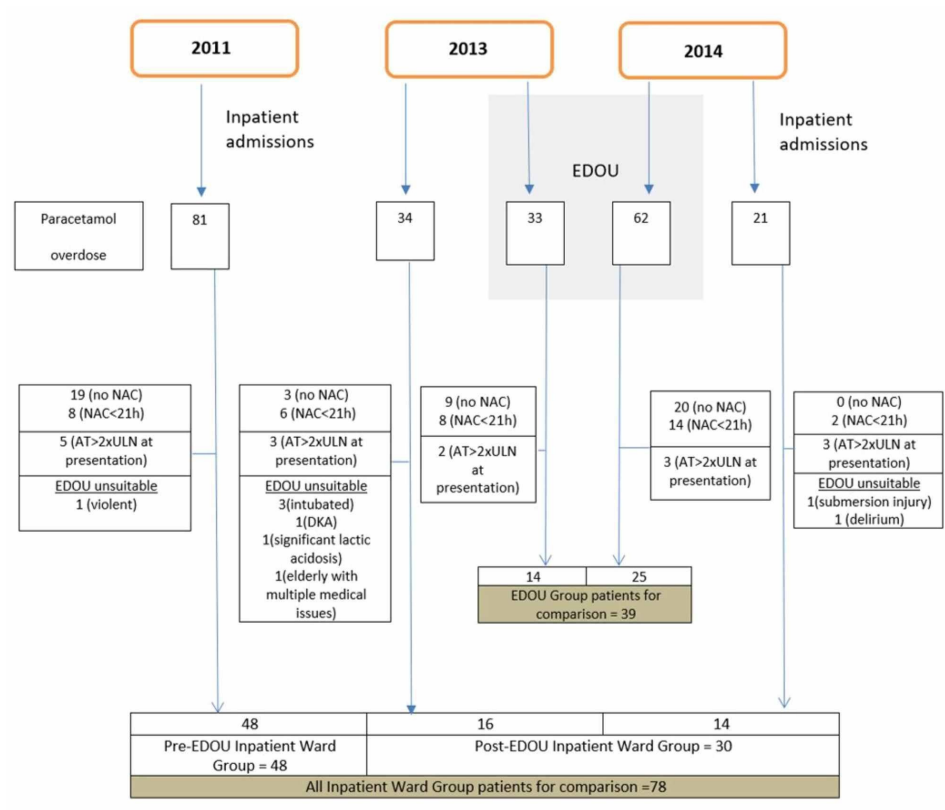 2011
2013
2014
Inpatient
admissions
Inpatient
admissions
EDOU
Paracetamol
overdose
81
34
33
62
21
19 (no NAC)
8 (NAC<21h)
5 (AT>2xULN at
presentation)
EDOU unsuitable
1 (violent)
3 (no NAC)
6 (NAC<21h)
3 (AT>2xULN at
presentation)
EDOU unsuitable
3(intubated)
1(DKA)
1(significant lactic
acidosis)
1(elderly with
multiple medical
issues)
9 (no NAC)
8 (NAC<21h)
2 (AT>2xULN
at
presentation)
20 (no NAC)
14 (NAC<21h)
3 (AT>2xULN at
presentation)
0 (no NAC)
2 (NAC<21h)
3 (AT>2xULN at
presentation)
EDOU unsuitable
1(submersion injury)
1 (delirium)
14
25
EDOU Group patients for
comparison = 39
48
16
14
Pre-EDOU Inpatient Ward
Group = 48
Post-EDOU Inpatient Ward Group = 30
All Inpatient Ward Group patients for comparison =78